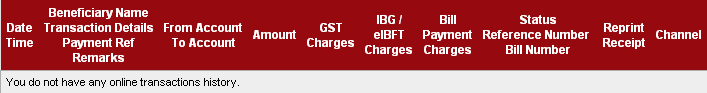 Date
Time
Beneficiary Name
Transaction Details
Payment Ref
Remarks
From Account
To Account
Amount
GST
Charges
IBG /
eIBFT
Charges
Bill
Payment
Charges
Status
Reference Number
Bill Number
Reprint
Receipt
Channel
You do not have any online transactions history.